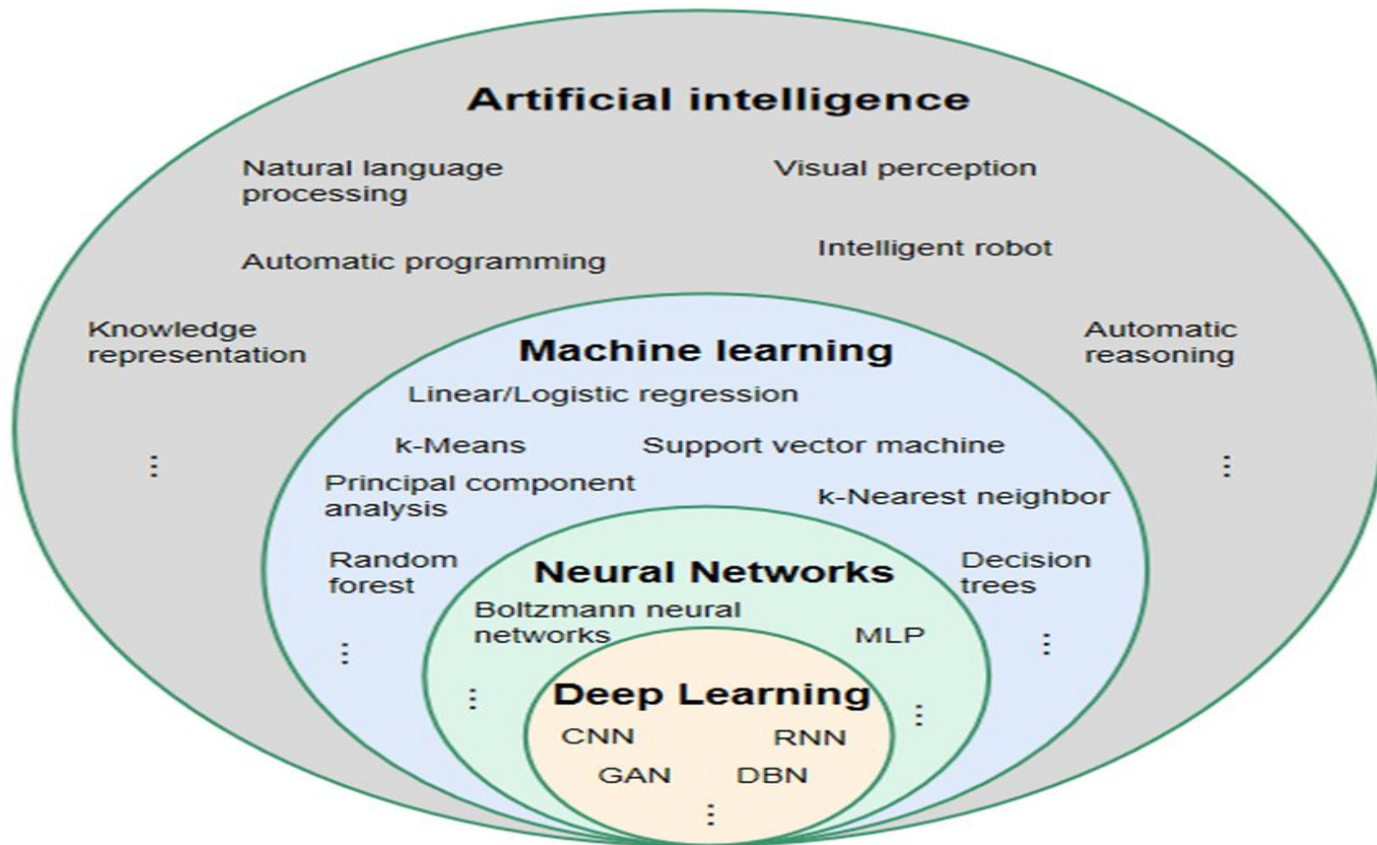 Artificial intelligence
Natural language
processing
Visual perception
Automatic programming
Intelligent robot
Knowledge
representation
Automatic
reasoning
Machine learning
Linear/Logistic regression
k-Means
Support vector machine
Principal component
analysis
k-Nearest neighbor
Random
forest
Decision
trees
Neural Networks
Boltzmann neural
networks
MLP
Deep Learning
CNN
RNN
GAN
DBN